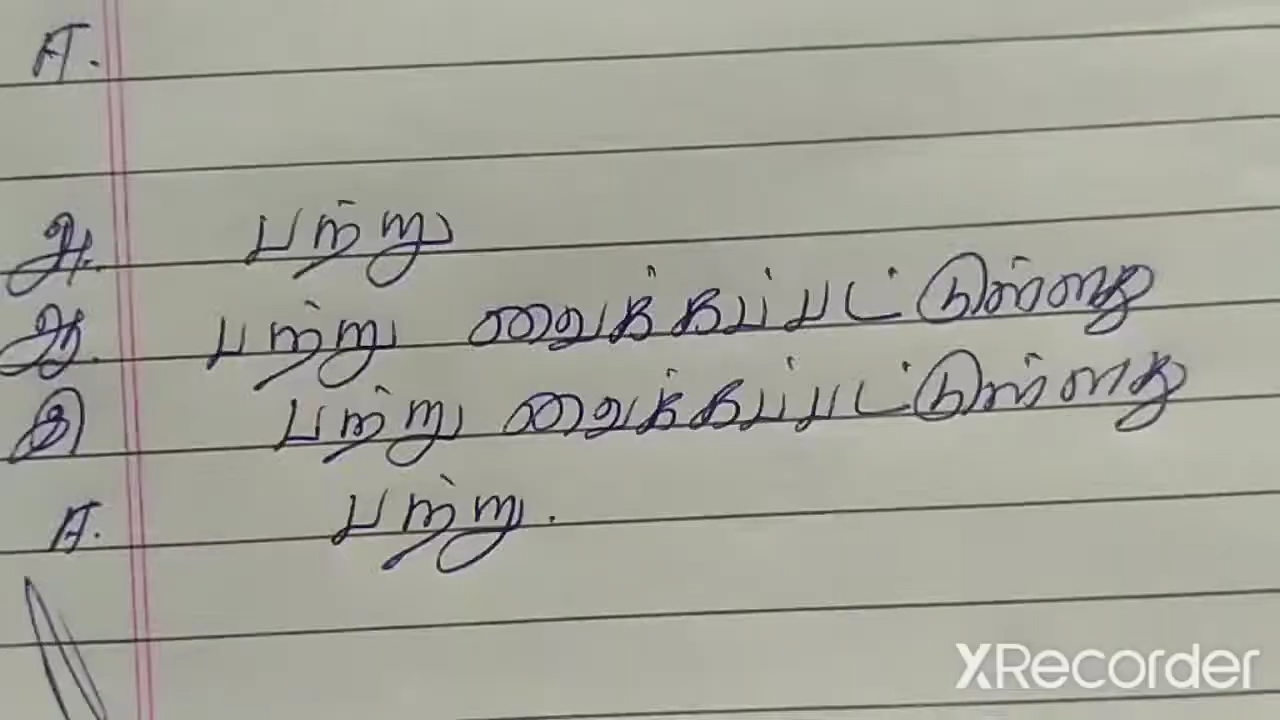 ஈ.
அ. பற்று
ஆ. பற்று வைக்கப்பட்டுள்ளது
இ பற்று வைக்கப்பட்டுள்ளது
ஈ. பற்று.
XRecorder